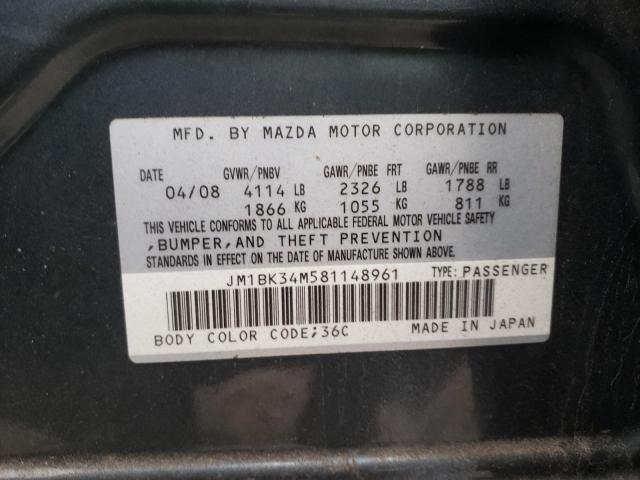 MFD. BY MAZDA MOTOR CORPORATION
DATE GVWR/PNBV GAWR/PNBE FRT GAWR/PNBE RR
04/08 4114 LB 2326 LB 1788 LB
1866 KG 1055 KG 811 KG
THIS VEHICLE CONFORMS TO ALL APPLICABLE FEDERAL MOTOR VEHICLE SAFETY
,BUMPER,AND THEFT PREVENTION
STANDARDS IN EFFECT ON THE DATE OF MANUFACTURE SHOWN ABOVE.
JM1BK34M581148961 TYPE: PASSENGER
BODY COLOR CODE;36C MADE IN JAPAN